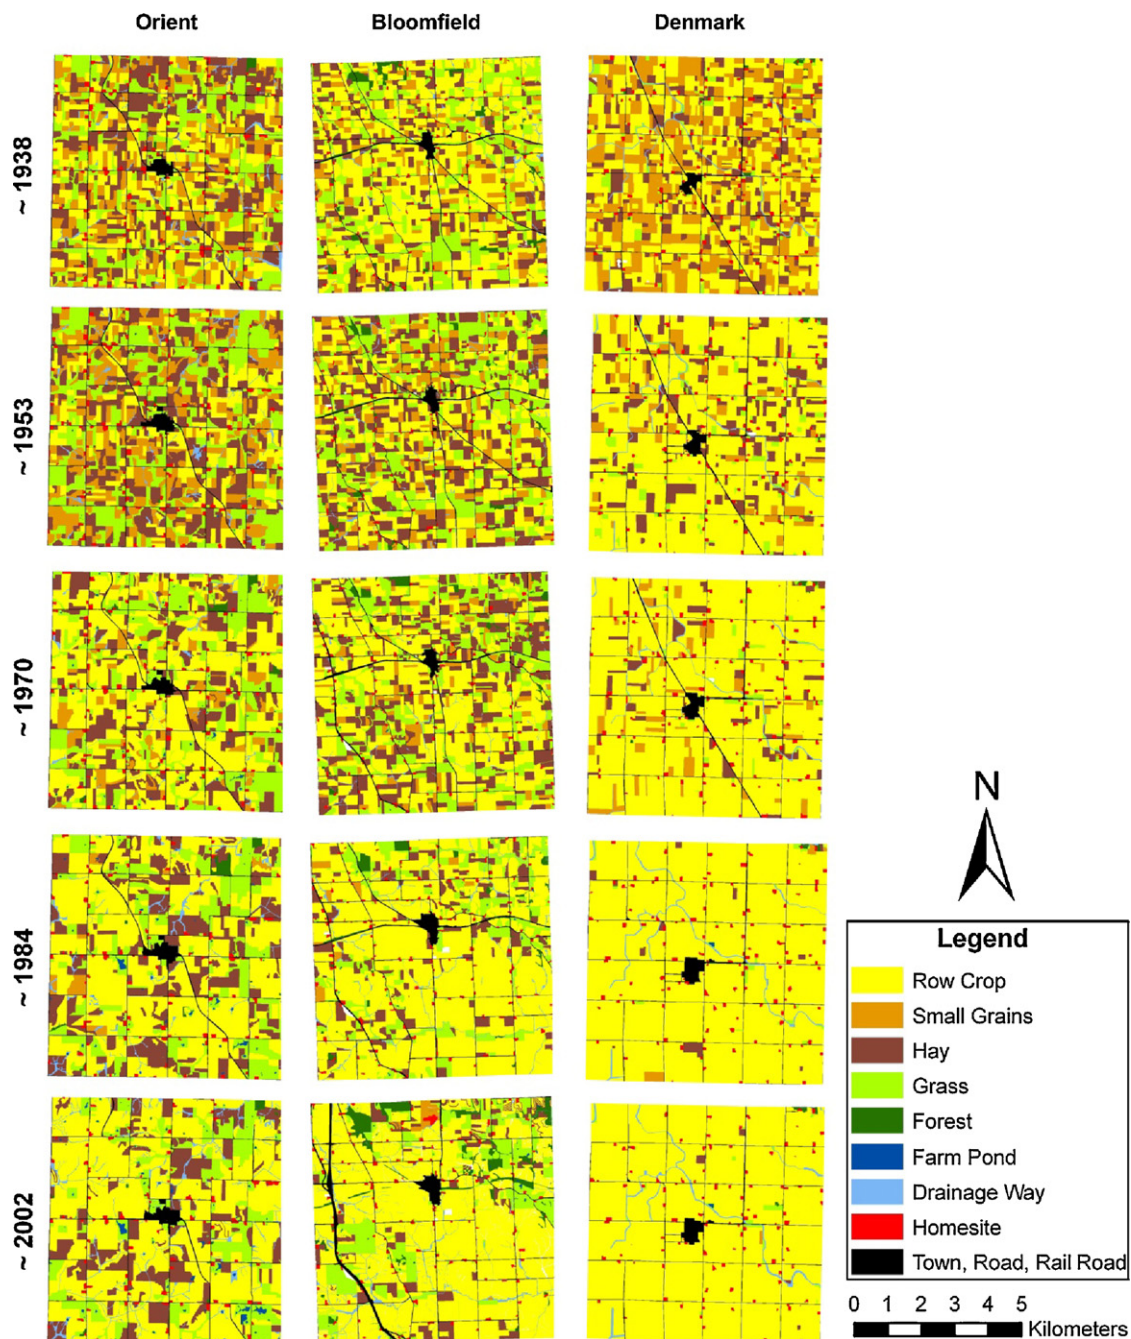 Orient Bloomfield Denmark
~ 1938
~ 1953
~ 1970
~ 1984
~ 2002
N
Legend
Row Crop
Small Grains
Hay
Grass
Forest
Farm Pond
Drainage Way
Homesite
Town, Road, Rail Road
0 1 2 3 4 5
Kilometers